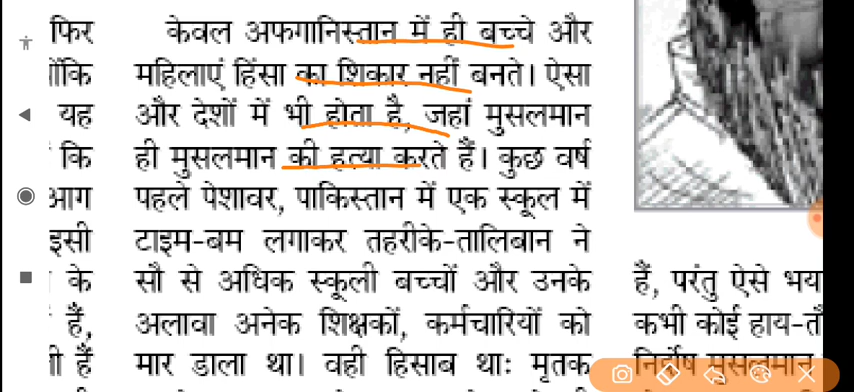 फिर
ोंकि
यह
कि
आग
इसी
के
हैं,
ी हैं
केवल अफगानिस्तान में ही बच्चे और
महिलाएं हिंसा का शिकार नहीं बनते। ऐसा
और देशों में भी होता है, जहां मुसलमान
ही मुसलमान की हत्या करते हैं। कुछ वर्ष
पहले पेशावर, पाकिस्तान में एक स्कूल में
टाइम-बम लगाकर तहरीके-तालिबान ने
सौ से अधिक स्कूली बच्चों और उनके
अलावा अनेक शिक्षकों, कर्मचारियों को
मार डाला था। वही हिसाब थाः मृतक
हैं, परंतु ऐसे भय
कभी कोई हाय-तौ
निर्दोष मुसलमान